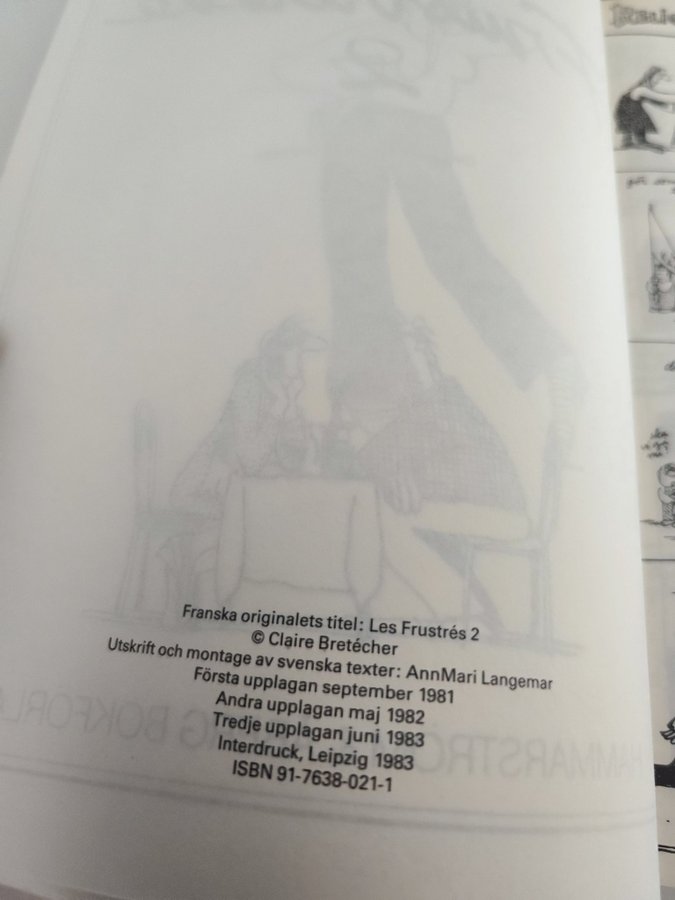 Franska originalets titel: Les Frustrés 2
© Claire Bretécher
Utskrift och montage av svenska texter: AnnMari Langemar
Första upplagan september 1981
Andra upplagan maj 1982
Tredje upplagan juni 1983
Interdruck, Leipzig 1983
ISBN 91-7638-021-1